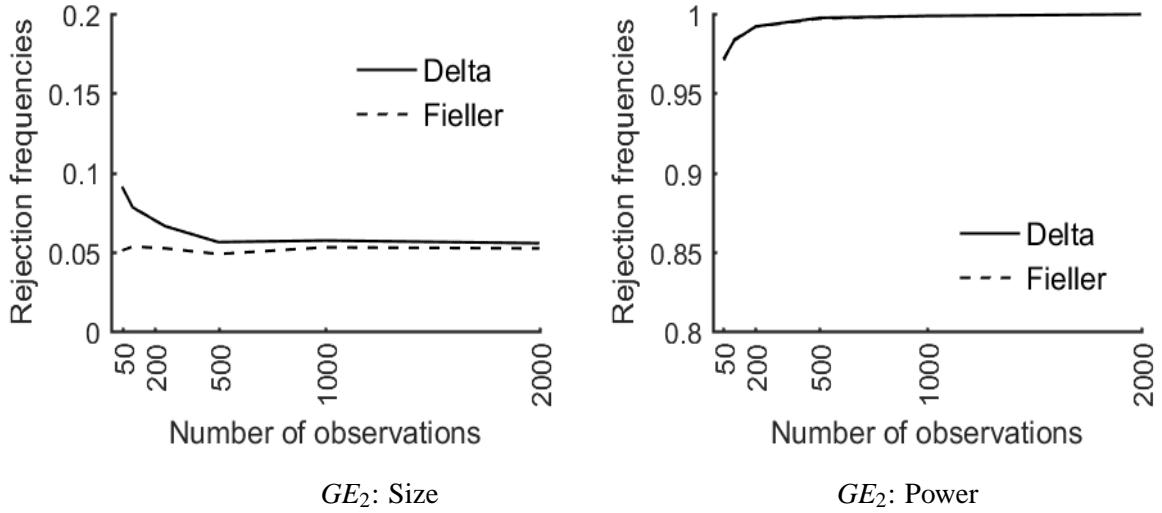 Rejection frequencies
0.2
0.15
0.1
0.05
0
Delta
Fieller
50
200
500
1000
2000
Number of observations
GE2: Size
Rejection frequencies
1
0.95
0.9
0.85
0.8
Delta
Fieller
50
200
500
1000
2000
Number of observations
GE2: Power